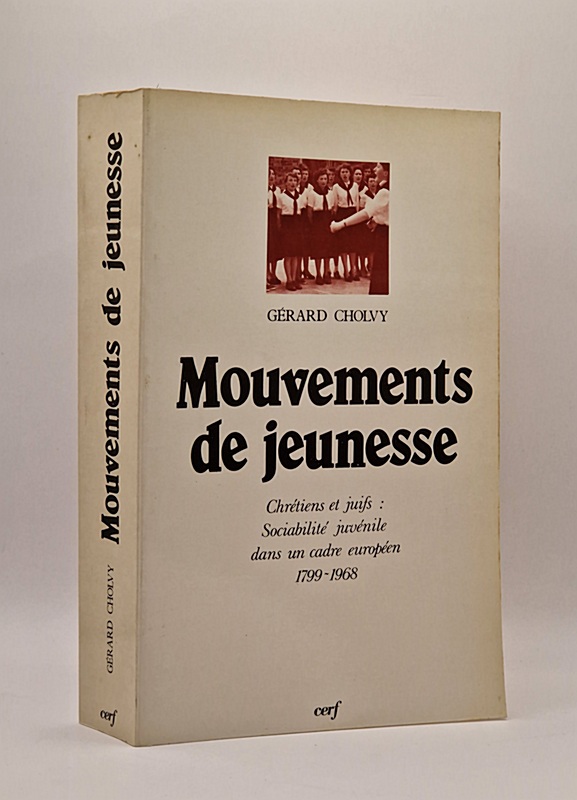 Mouvements de jeunesse
GÉRARD CHOLVY
cerf
GÉRARD CHOLVY
Mouvements
de jeunesse
Chrétiens et juifs :
Sociabilité juvénile
dans un cadre européen
1799-1968
cerf